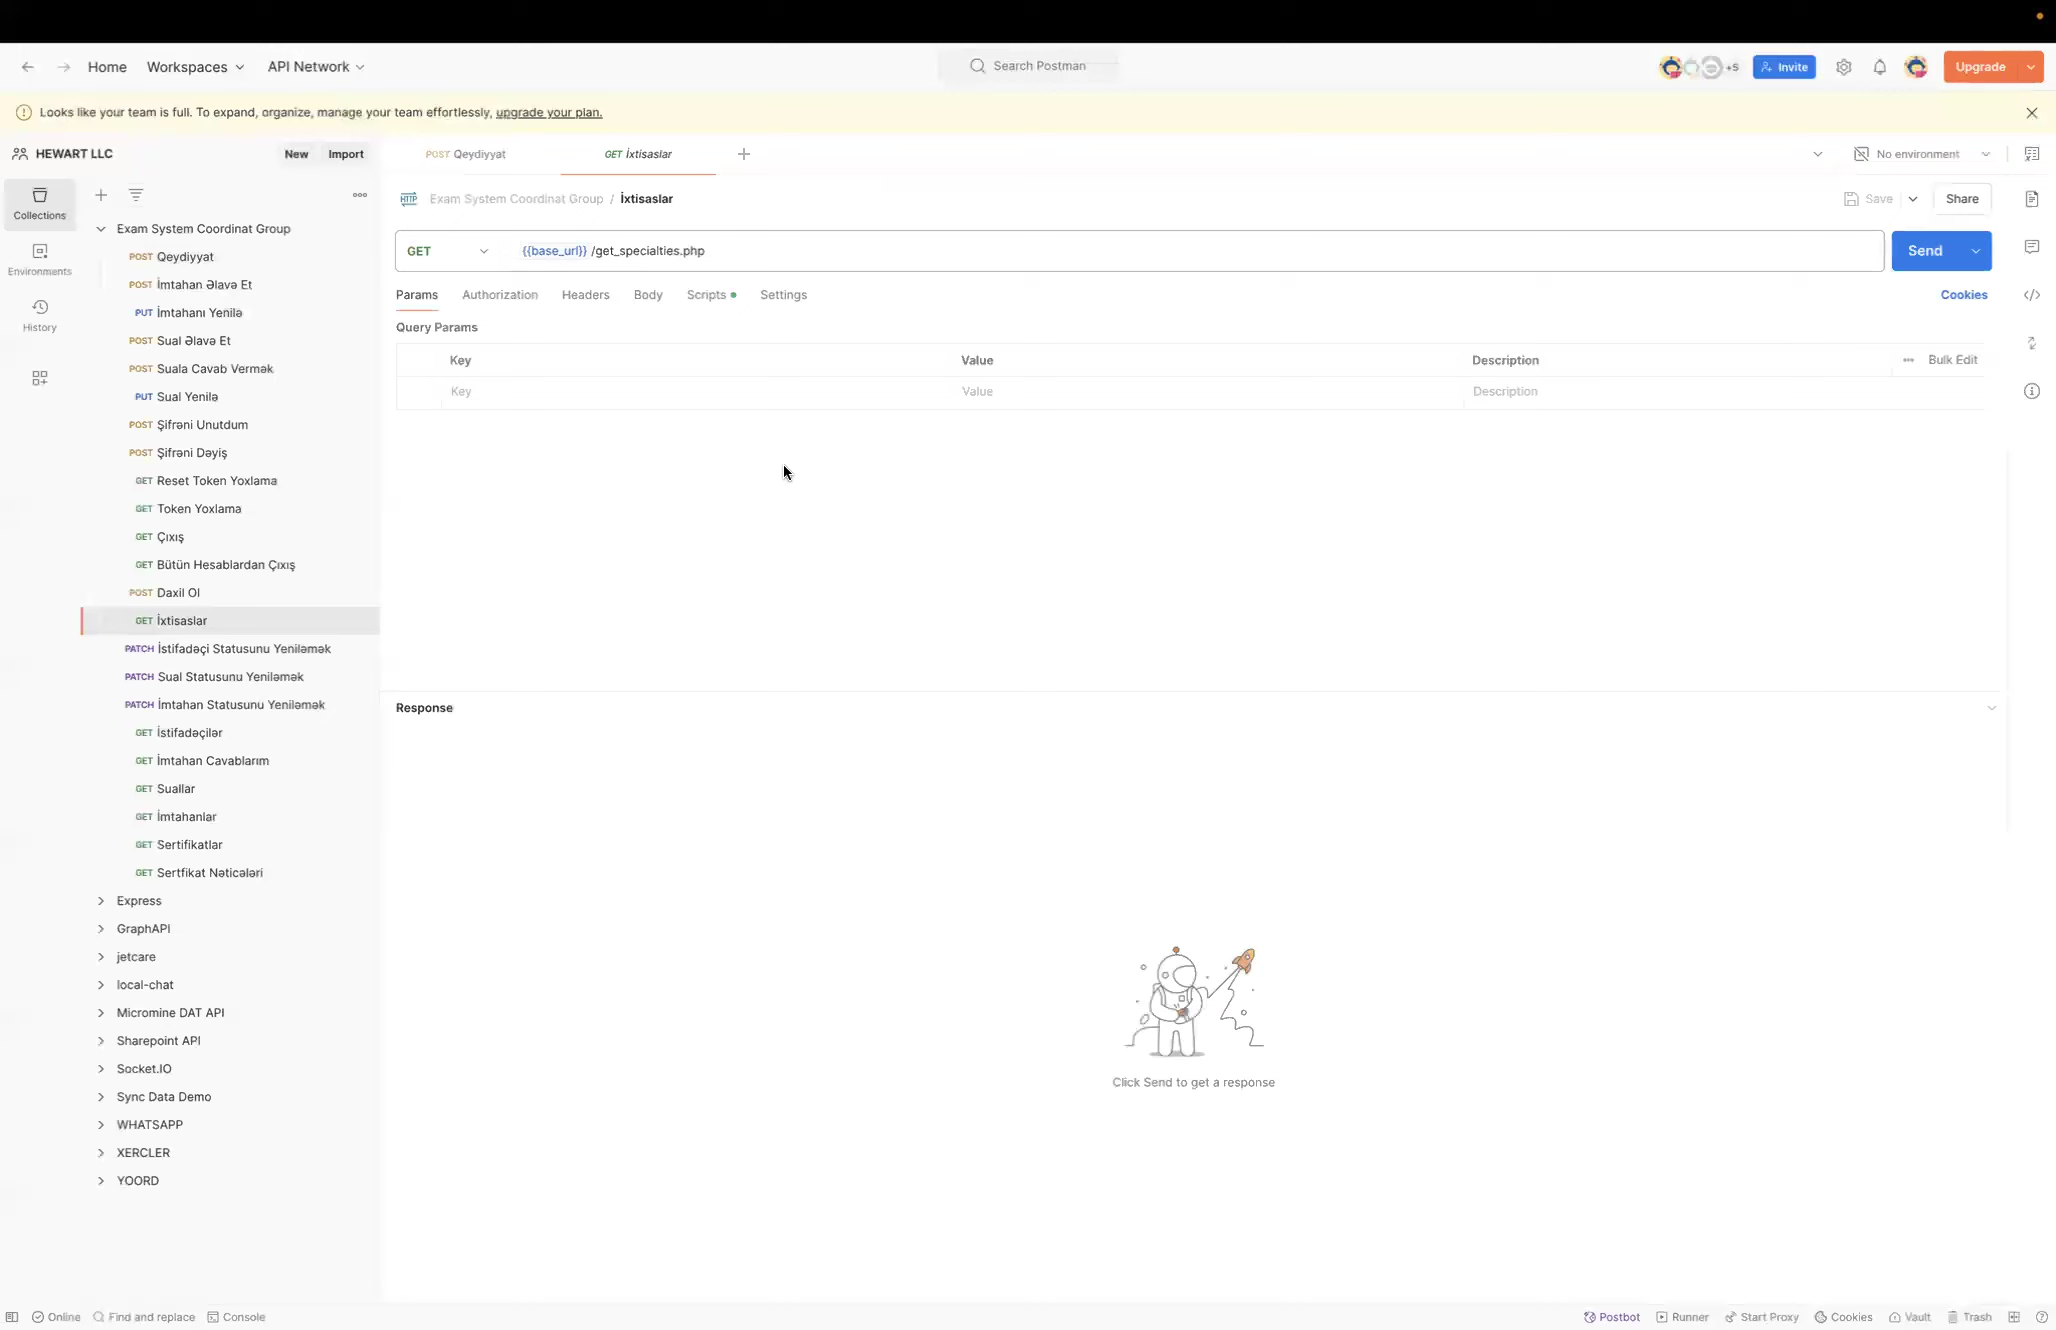 Home Workspaces API Network Search Postman +5 Invite Upgrade
Looks like your team is full. To expand, organize, manage your team effortlessly, upgrade your plan.
HEWART LLC New Import POST Qeydiyyat GET İxtisaslar No environment
Collections
Environments
History
Exam System Coordinat Group
POST Qeydiyyat
POST İmtahan Əlavə Et
PUT İmtahanı Yenilə
POST Sual Əlavə Et
POST Suala Cavab Vermək
PUT Sual Yenilə
POST Şifrəni Unutdum
POST Şifrəni Dəyiş
GET Reset Token Yoxlama
GET Token Yoxlama
GET Çıxış
GET Bütün Hesablardan Çıxış
POST Daxil Ol
GET İxtisaslar
PATCH İstifadəçi Statusunu Yeniləmək
PATCH Sual Statusunu Yeniləmək
PATCH İmtahan Statusunu Yeniləmək
GET İstifadəçilər
GET İmtahan Cavablarım
GET Suallar
GET İmtahanlar
GET Sertifikatlar
GET Sertfikat Nəticələri
Express
GraphAPI
jetcare
local-chat
Micromine DAT API
Sharepoint API
Socket.IO
Sync Data Demo
WHATSAPP
XERCLER
YOORD
HTTP Exam System Coordinat Group / İxtisaslar Save Share
GET {{base_url}} /get_specialties.php Send
Params Authorization Headers Body Scripts Settings Cookies
Query Params
Key Value Description Bulk Edit
Key Value Description
Response
Click Send to get a response
Online Find and replace Console Postbot Runner Start Proxy Cookies Vault Trash